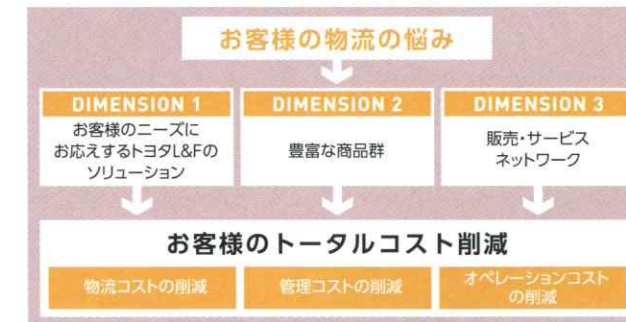 お客様の物流の悩み
DIMENSION 1
お客様のニーズに
お応えするトヨタL&Fの
ソリューション
DIMENSION 2
豊富な商品群
DIMENSION 3
販売・サービス
ネットワーク
お客様のトータルコスト削減
物流コストの削減
管理コストの削減
オペレーションコスト
の削減